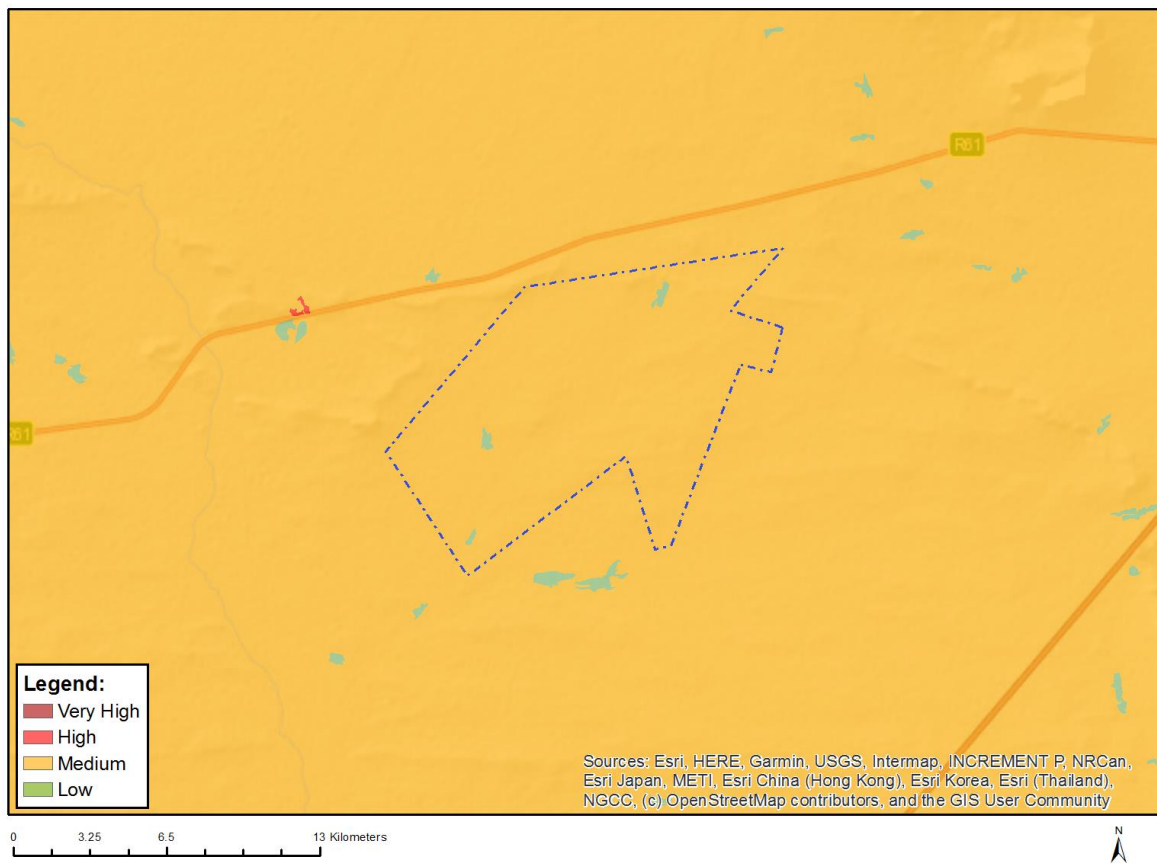 R61
R61
Legend:
Very High
High
Medium
Low
Sources: Esri, HERE, Garmin, USGS, Intermap, INCREMENT P, NRCan,
Esri Japan, METI, Esri China (Hong Kong), Esri Korea, Esri (Thailand),
NGCC, (c) OpenStreetMap contributors, and the GIS User Community
0 3.25 6.5 13 Kilometers
N